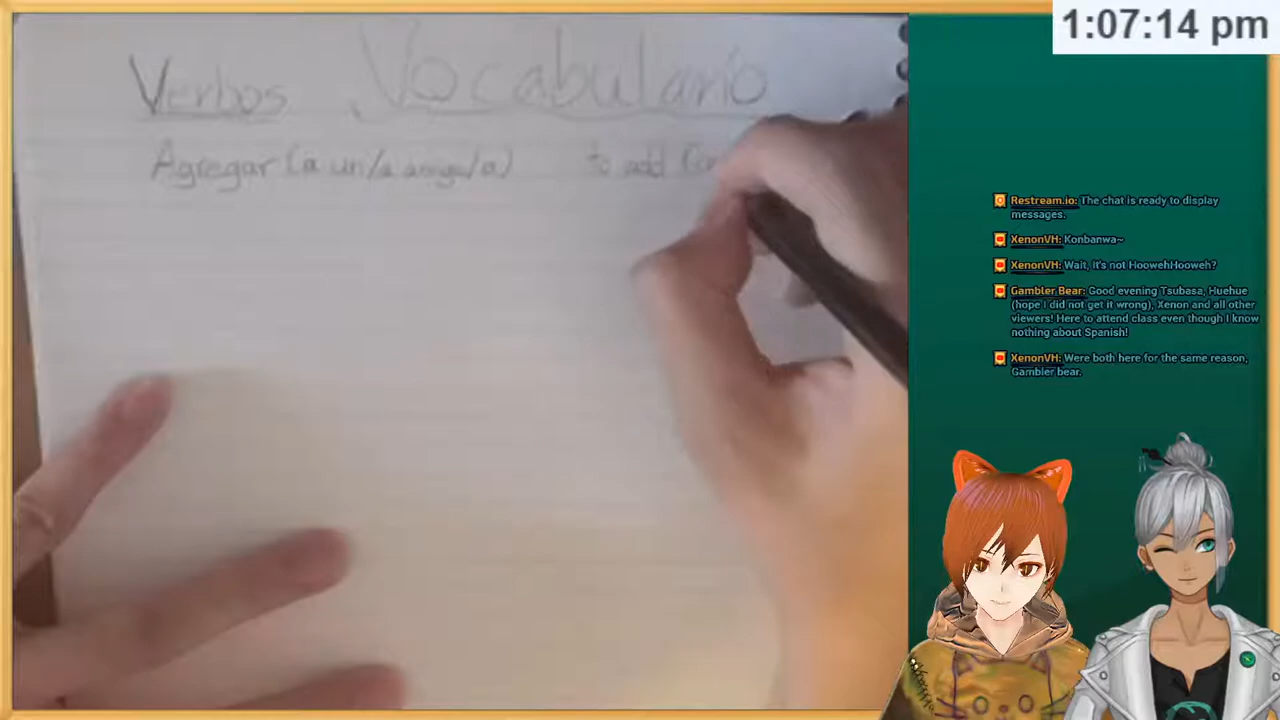 1:07:14 pm
Verbos Vocabulario
Agregar (a un/a amigo/a) to add
Restream.io: The chat is ready to display
messages.
XenonVH: Konbanwa~
XenonVH: Wait, it's not HoowehHooweh?
Gambler Bear: Good evening Tsubasa, Huehue
(hope I did not get it wrong), Xenon and all other
viewers! Here to attend class even though I know
nothing about Spanish!
XenonVH: Were both here for the same reason,
Gambler bear.